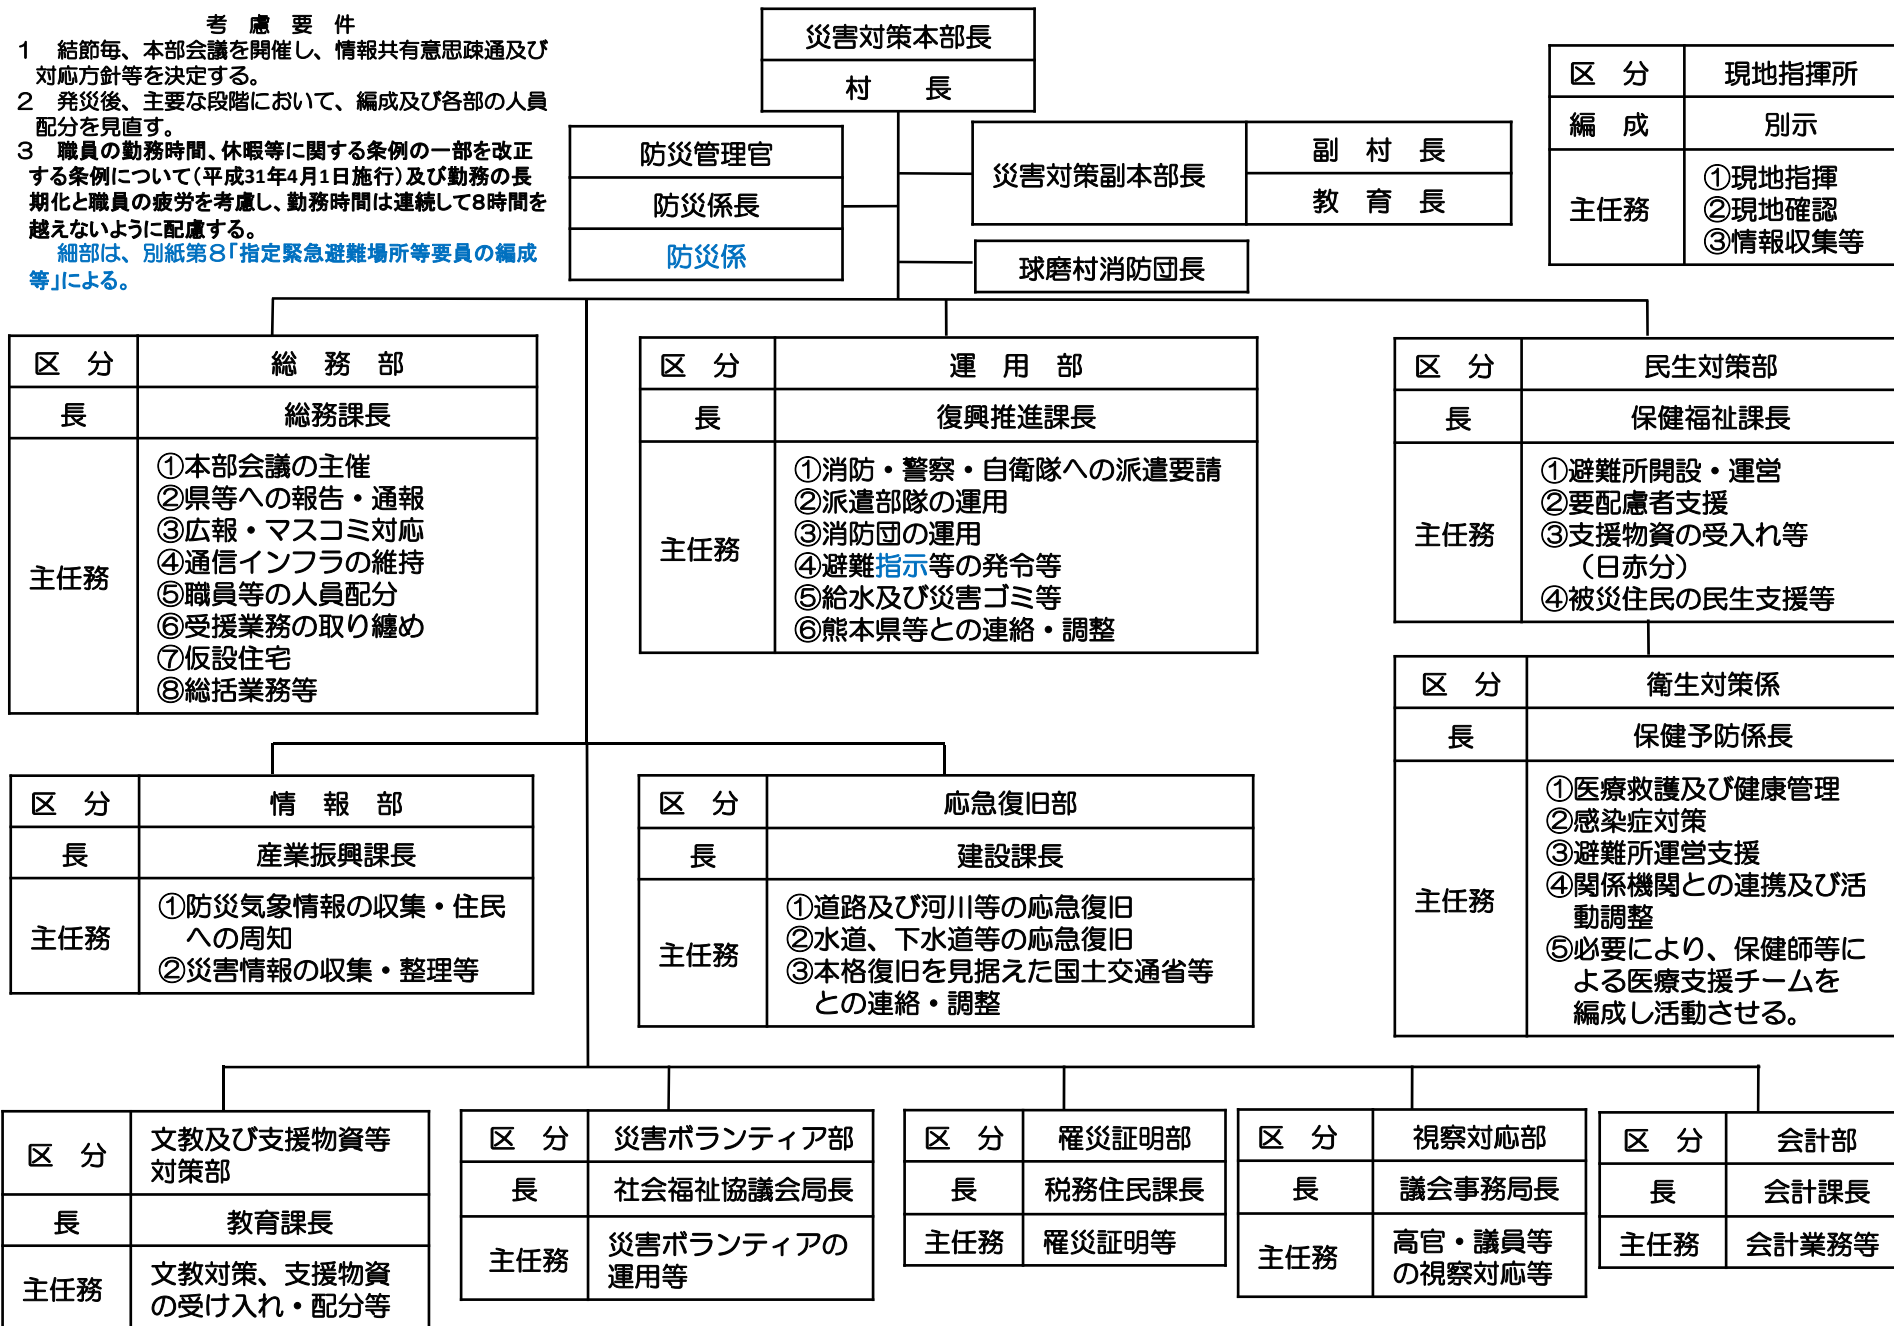 考　慮　要　件
１　結節毎、本部会議を開催し、情報共有意思疎通及び
対応方針等を決定する。
２　発災後、主要な段階において、編成及び各部の人員
配分を見直す。
３　職員の勤務時間、休暇等に関する条例の一部を改正
する条例について（平成31年4月1日施行）及び勤務の長
期化と職員の疲労を考慮し、勤務時間は連続して8時間を
越えないように配慮する。
細部は、別紙第８「指定緊急避難場所等要員の編成
等」による。
災害対策本部長
村　　長
防災管理官
防災係長
防災係
災害対策副本部長
副　村　長
教　育　長
球磨村消防団長
区　分
現地指揮所
編　成
別示
主任務
①現地指揮
②現地確認
③情報収集等
区　分
総　務　部
長
総務課長
主任務
①本部会議の主催
②県等への報告・通報
③広報・マスコミ対応
④通信インフラの維持
⑤職員等の人員配分
⑥受援業務の取り纏め
⑦仮設住宅
⑧総括業務等
区　分
運　用　部
長
復興推進課長
主任務
①消防・警察・自衛隊への派遣要請
②派遣部隊の運用
③消防団の運用
④避難指示等の発令等
⑤給水及び災害ゴミ等
⑥熊本県等との連絡・調整
区　分
民生対策部
長
保健福祉課長
主任務
①避難所開設・運営
②要配慮者支援
③支援物資の受入れ等
（日赤分）
④被災住民の民生支援等
区　分
衛生対策係
長
保健予防係長
主任務
①医療救護及び健康管理
②感染症対策
③避難所運営支援
④関係機関との連携及び活
動調整
⑤必要により、保健師等に
よる医療支援チームを
編成し活動させる。
区　分
情　報　部
長
産業振興課長
主任務
①防災気象情報の収集・住民
への周知
②災害情報の収集・整理等
区　分
応急復旧部
長
建設課長
主任務
①道路及び河川等の応急復旧
②水道、下水道等の応急復旧
③本格復旧を見据えた国土交通省等
との連絡・調整
区　分
文教及び支援物資等
対策部
長
教育課長
主任務
文教対策、支援物資
の受け入れ・配分等
区　分
災害ボランティア部
長
社会福祉協議会局長
主任務
災害ボランティアの
運用等
区　分
罹災証明部
長
税務住民課長
主任務
罹災証明等
区　分
視察対応部
長
議会事務局長
主任務
高官・議員等
の視察対応等
区　分
会計部
長
会計課長
主任務
会計業務等